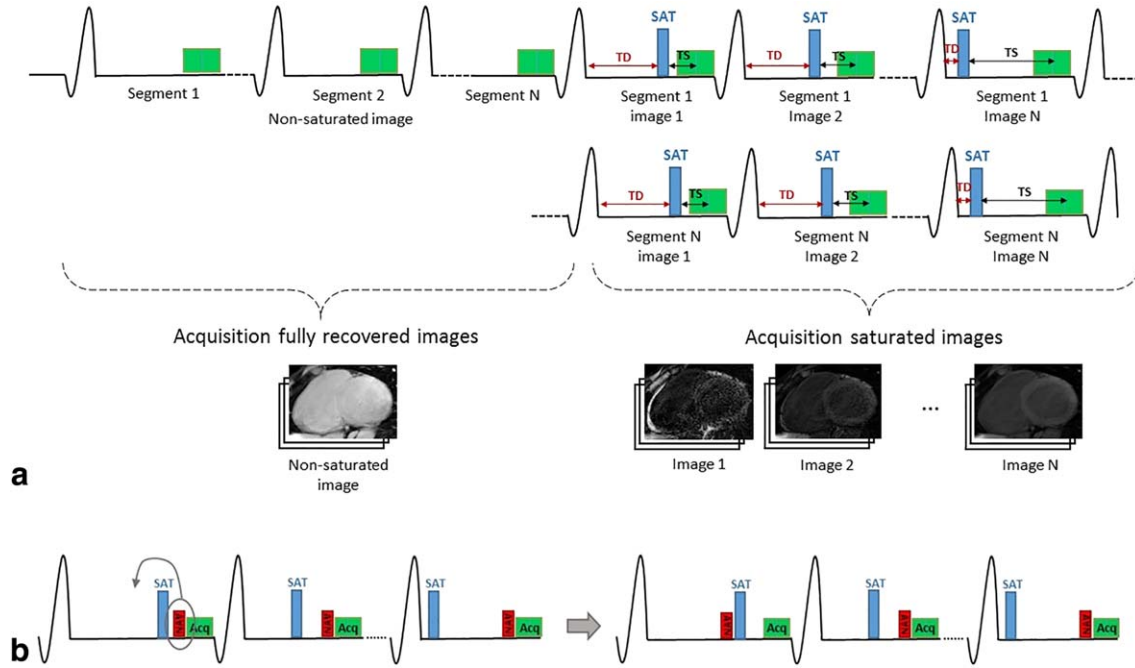 SAT
SAT
SAT
TD
TS
TD
TS
TD
TS
Segment 1
Segment 2
Segment N
Segment 1
image 1
Segment 1
Image 2
Segment 1
Image N
Non-saturated image
SAT
SAT
SAT
TD
TS
TD
TS
TD
TS
Segment N
image 1
Segment N
Image 2
Segment N
Image N
Acquisition fully recovered images
Acquisition saturated images
...
Non-saturated
image
Image 1
Image 2
Image N
a
SAT
NAV
Acq
SAT
NAV
Acq
SAT
NAV
Acq
NAV
SAT
Acq
SAT
NAV
Acq
SAT
NAV
Acq
b